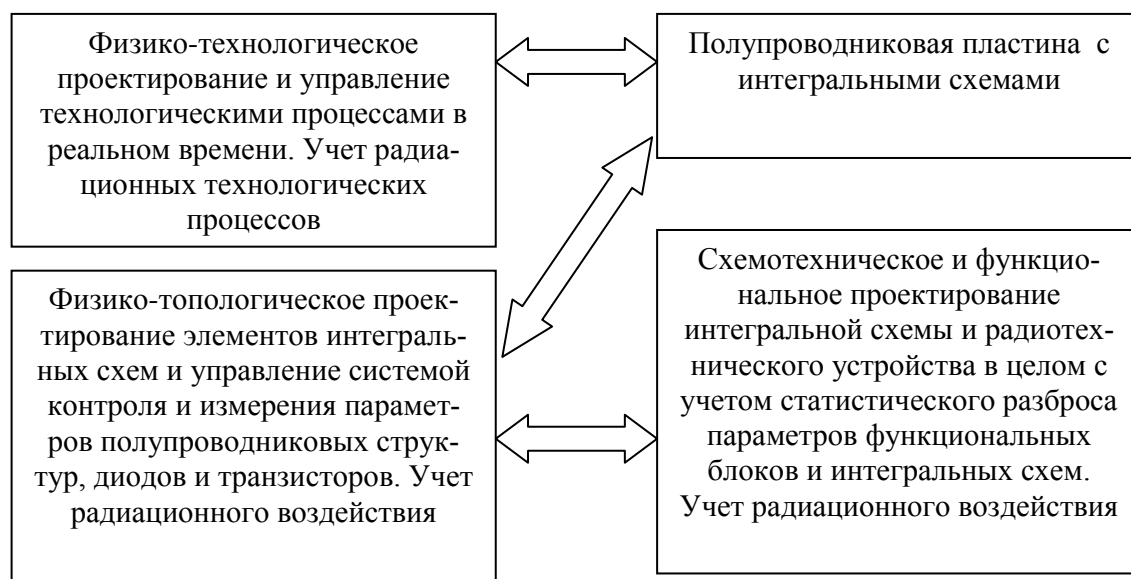 Физико-технологическое
проектирование и управление
технологическими процессами в
реальном времени. Учет радиа-
ционных технологических
процессов
Полупроводниковая пластина с
интегральными схемами
Физико-топологическое проек-
тирование элементов интеграль-
ных схем и управление системой
контроля и измерения парамет-
ров полупроводниковых струк-
тур, диодов и транзисторов. Учет
радиационного воздействия
Схемотехническое и функцио-
нальное проектирование
интегральной схемы и радиотех-
нического устройства в целом с
учетом статистического разброса
параметров функциональных
блоков и интегральных схем.
Учет радиационного воздействия